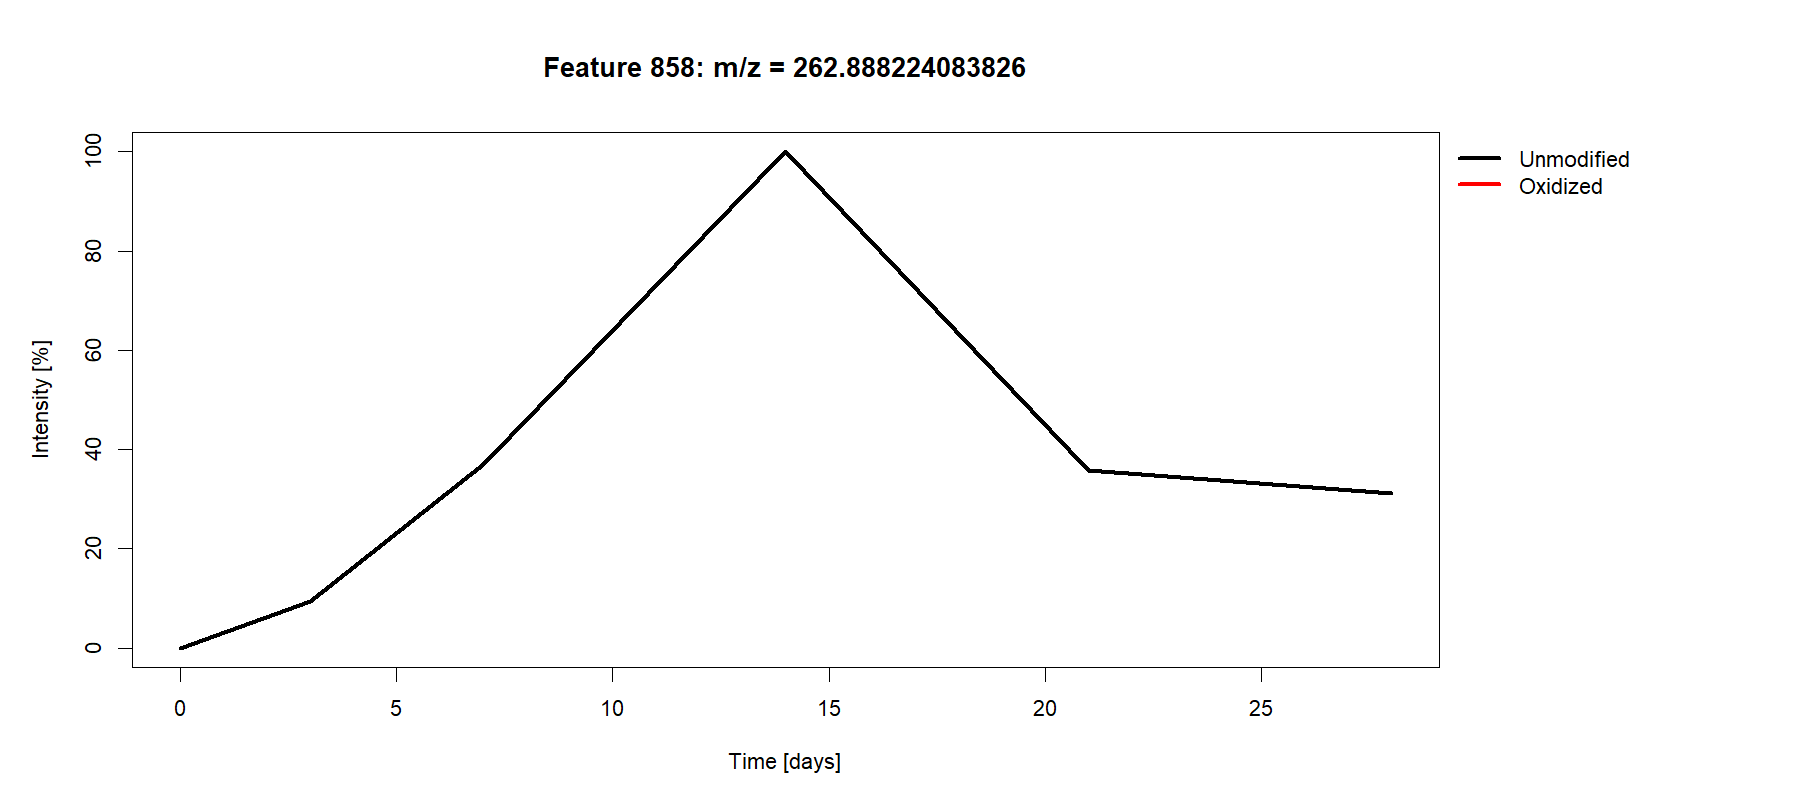 Feature 858: m/z = 262.888224083826
100
80
60
40
20
0
Intensity [%]
0 5 10 15 20 25
Time [days]
Unmodified
Oxidized